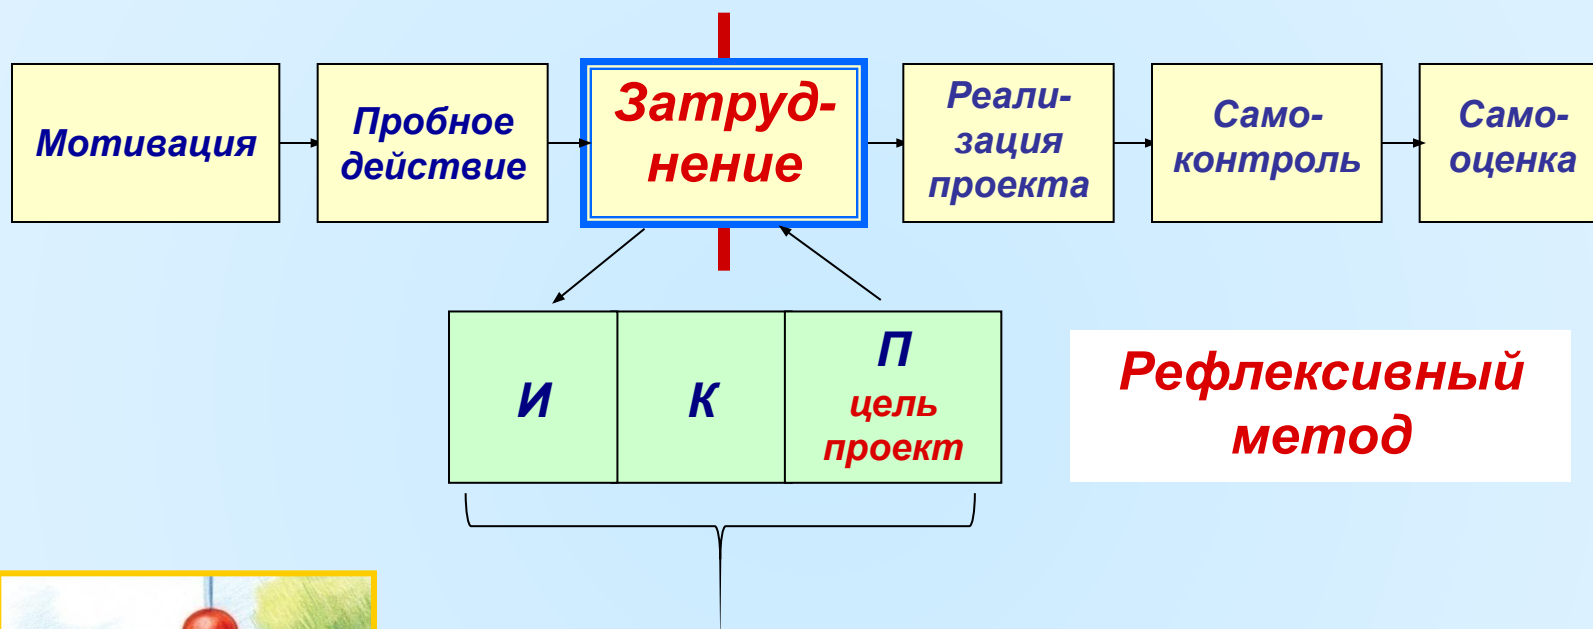 Мотивация
Пробное
действие
Затруд-
нение
Реали-
зация
проекта
Само-
контроль
Само-
оценка
И
К
П
цель
проект
Рефлексивный
метод